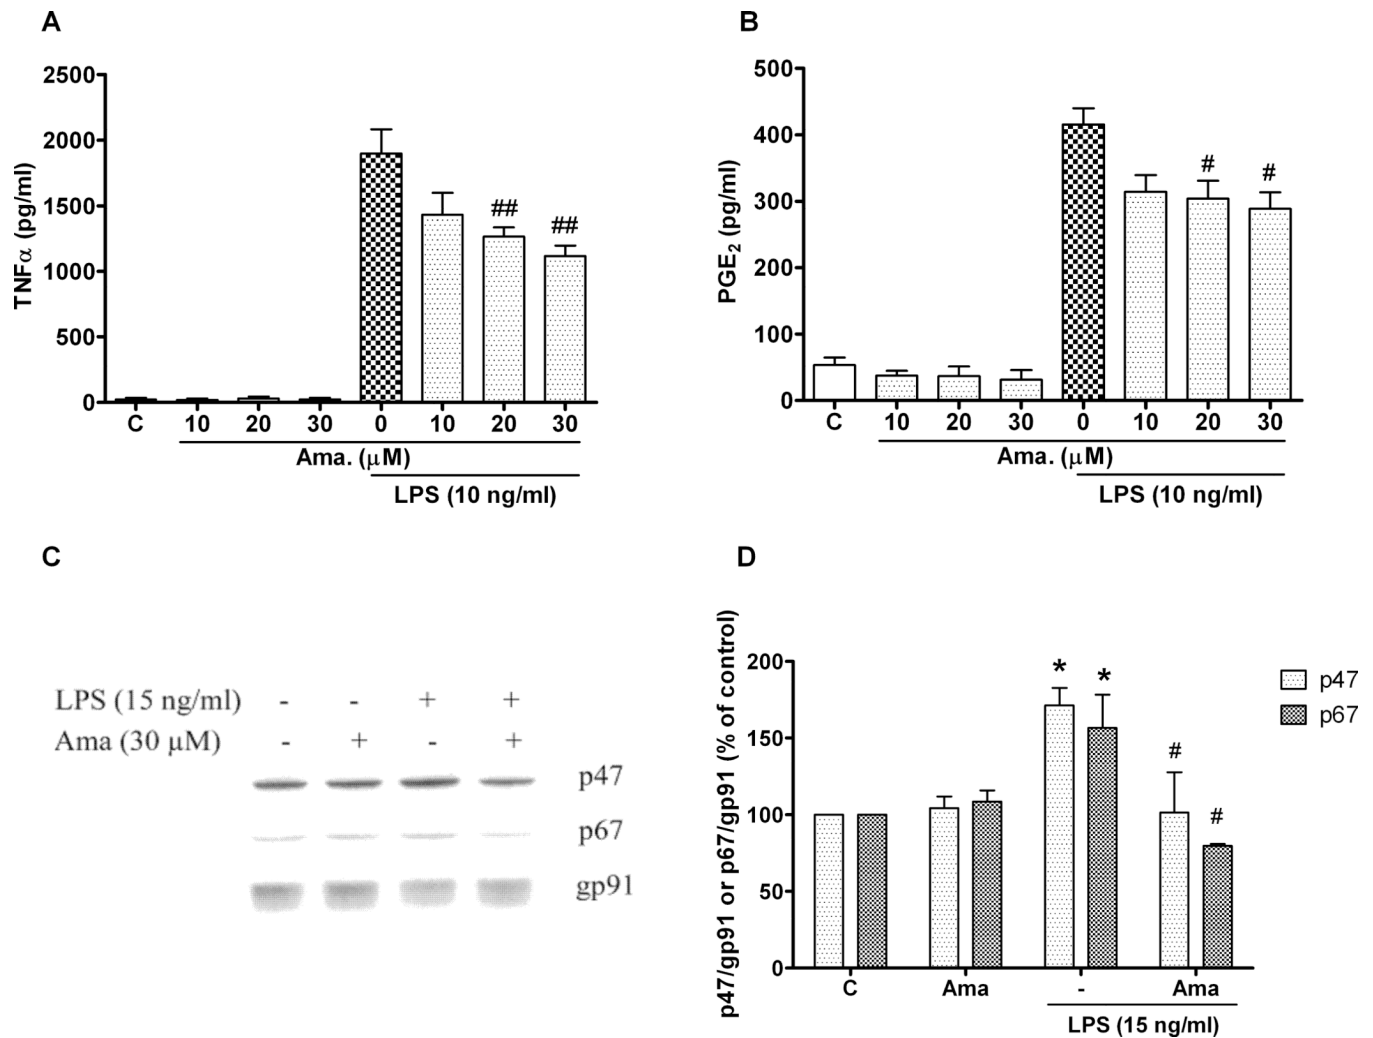 A
TNFα (pg/ml)
2500
2000
1500
1000
500
0
##
##
C 10 20 30 0 10 20 30
Ama. (μM)
LPS (10 ng/ml)
B
PGE2 (pg/ml)
500
400
300
200
100
0
#
#
C 10 20 30 0 10 20 30
Ama. (μM)
LPS (10 ng/ml)
C
LPS (15 ng/ml) - - + +
Ama (30 μM) - + - +
p47
p67
gp91
D
p47/gp91 or p67/gp91 (% of control)
200
150
100
50
0
* *
#
#
C Ama - Ama
LPS (15 ng/ml)
p47
p67